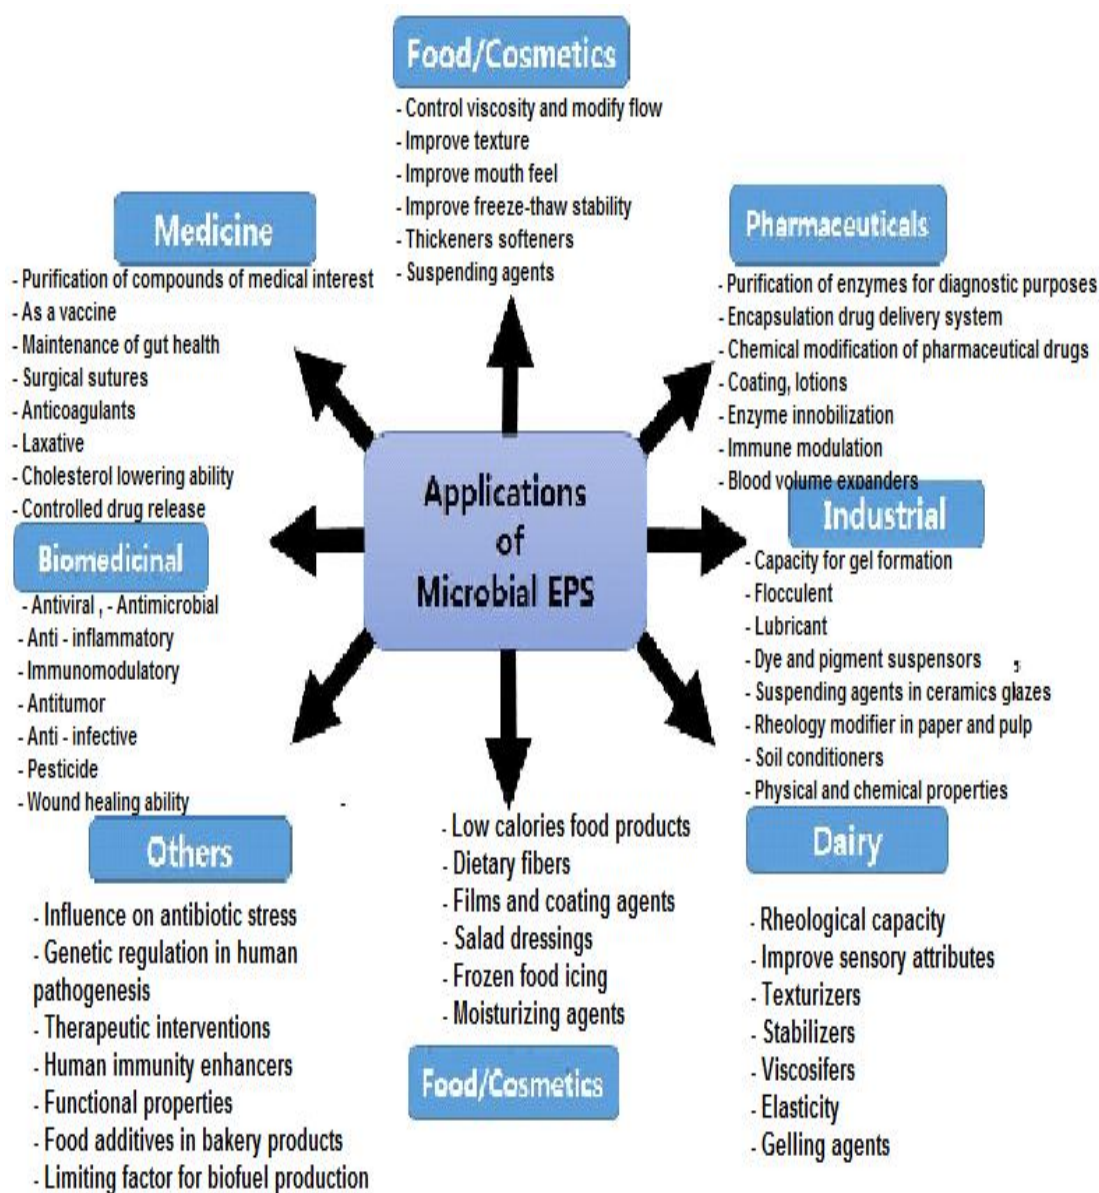 Food/Cosmetics
- Control viscosity and modify flow
- Improve texture
- Improve mouth feel
- Improve freeze-thaw stability
- Thickeners softeners
- Suspending agents
Medicine
- Purification of compounds of medical interest
- As a vaccine
- Maintenance of gut health
- Surgical sutures
- Anticoagulants
- Laxative
- Cholesterol lowering ability
- Controlled drug release
Pharmaceuticals
- Purification of enzymes for diagnostic purposes
- Encapsulation drug delivery system
- Chemical modification of pharmaceutical drugs
- Coating, lotions
- Enzyme innobilization
- Immune modulation
- Blood volume expanders
Applications
of
Microbial EPS
Biomedicinal
- Antiviral , - Antimicrobial
- Anti - inflammatory
- Immunomodulatory
- Antitumor
- Anti - infective
- Pesticide
- Wound healing ability -
Industrial
- Capacity for gel formation
- Flocculent
- Lubricant
- Dye and pigment suspensors ,
- Suspending agents in ceramics glazes
- Rheology modifier in paper and pulp
- Soil conditioners
- Physical and chemical properties
Others
- Influence on antibiotic stress
- Genetic regulation in human
pathogenesis
- Therapeutic interventions
- Human immunity enhancers
- Functional properties
- Food additives in bakery products
- Limiting factor for biofuel production
- Low calories food products
- Dietary fibers
- Films and coating agents
- Salad dressings
- Frozen food icing
- Moisturizing agents
Food/Cosmetics
Dairy
- Rheological capacity
- Improve sensory attributes
- Texturizers
- Stabilizers
- Viscosifers
- Elasticity
- Gelling agents